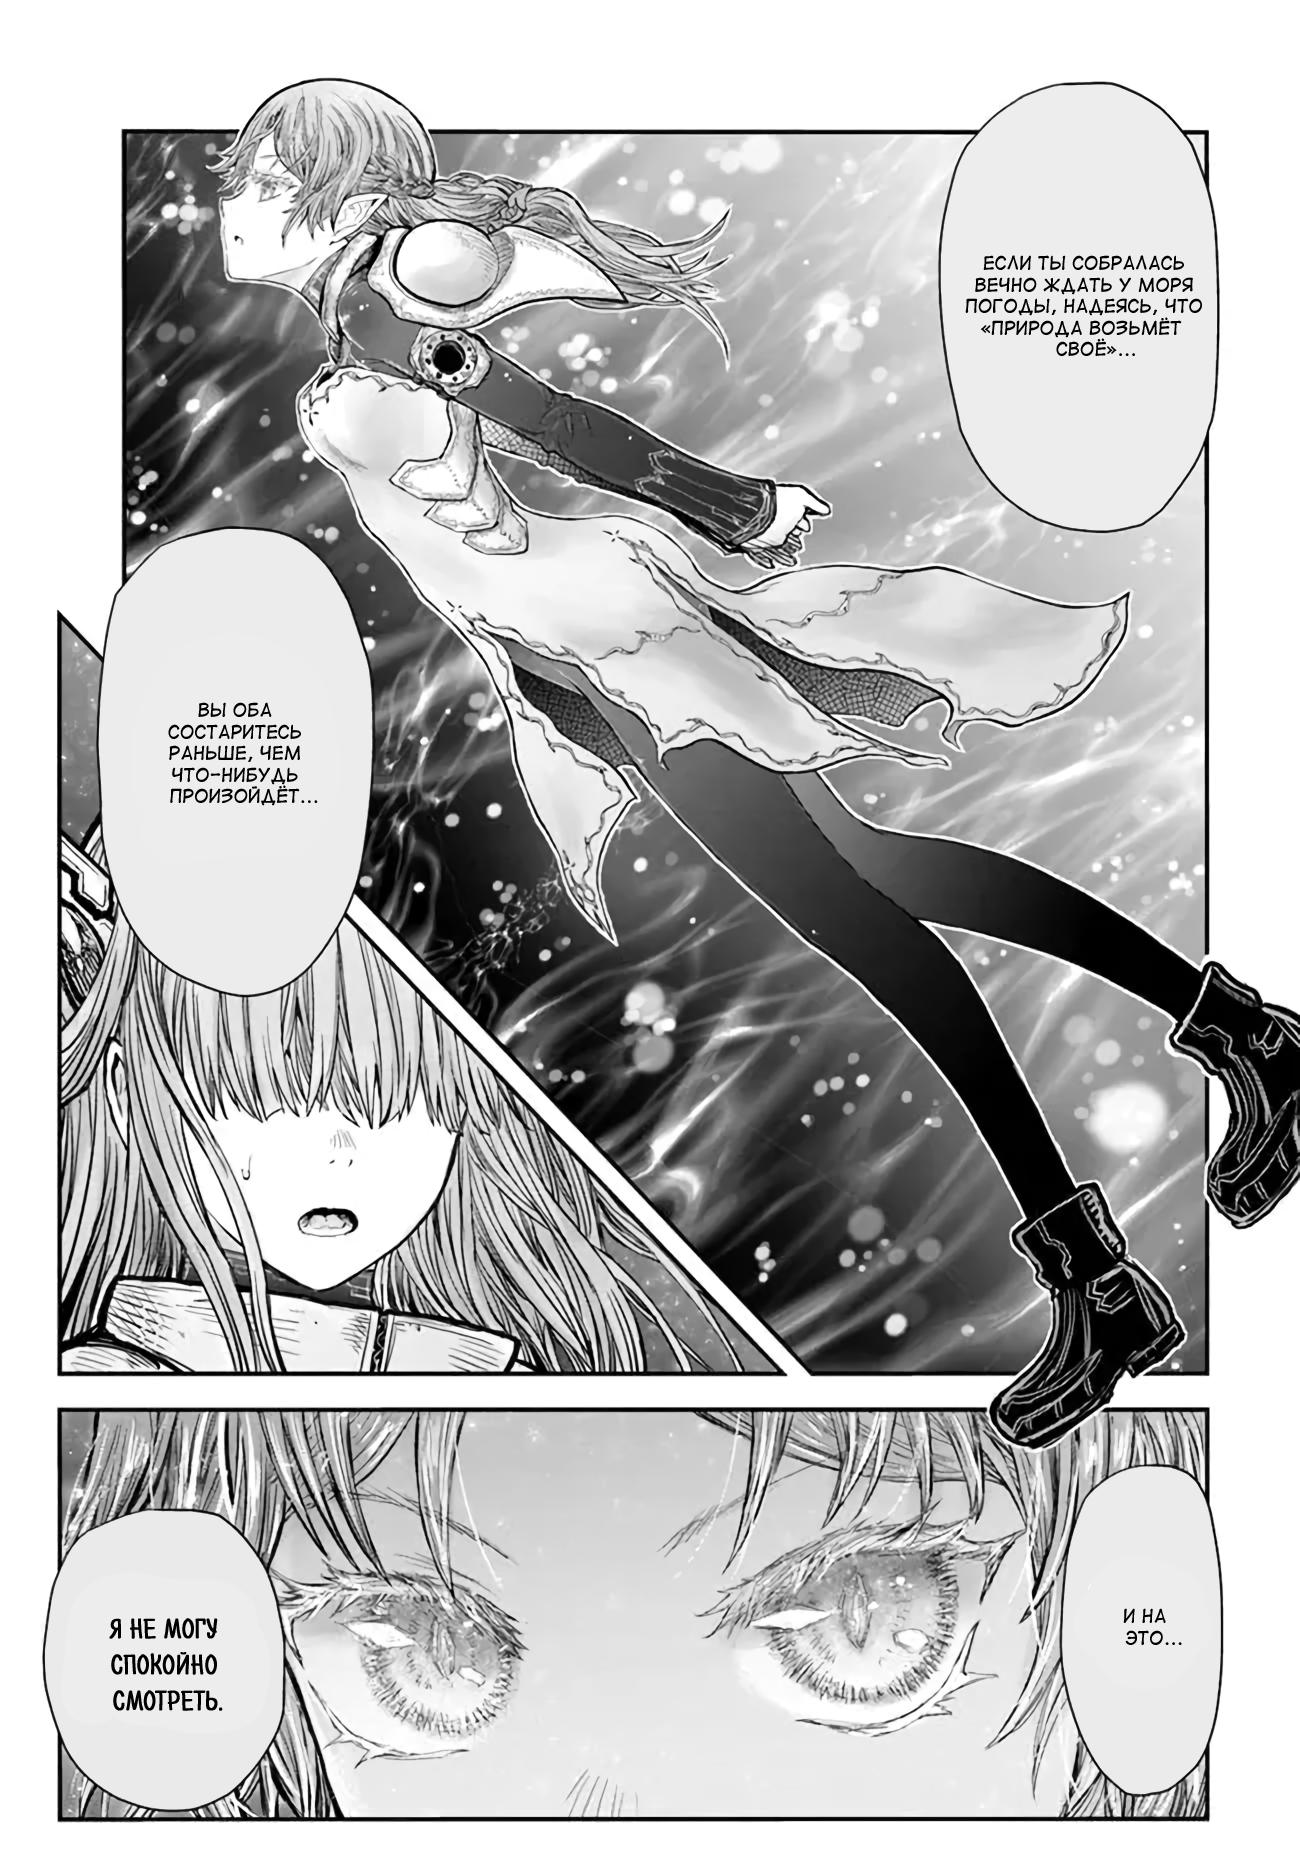 ЕСЛИ ТЫ СОБРАЛАСЬ
ВЕЧНО ЖДАТЬ У МОРЯ
ПОГОДЫ, НАДЕЯСЬ, ЧТО
«ПРИРОДА ВОЗЬМЁТ
СВОЁ»...
ВЫ ОБА
СОСТАРИТЕСЬ
РАНЬШЕ, ЧЕМ
ЧТО-НИБУДЬ
ПРОИЗОЙДЁТ...
И НА
ЭТО...
Я НЕ МОГУ
СПОКОЙНО
СМОТРЕТЬ.